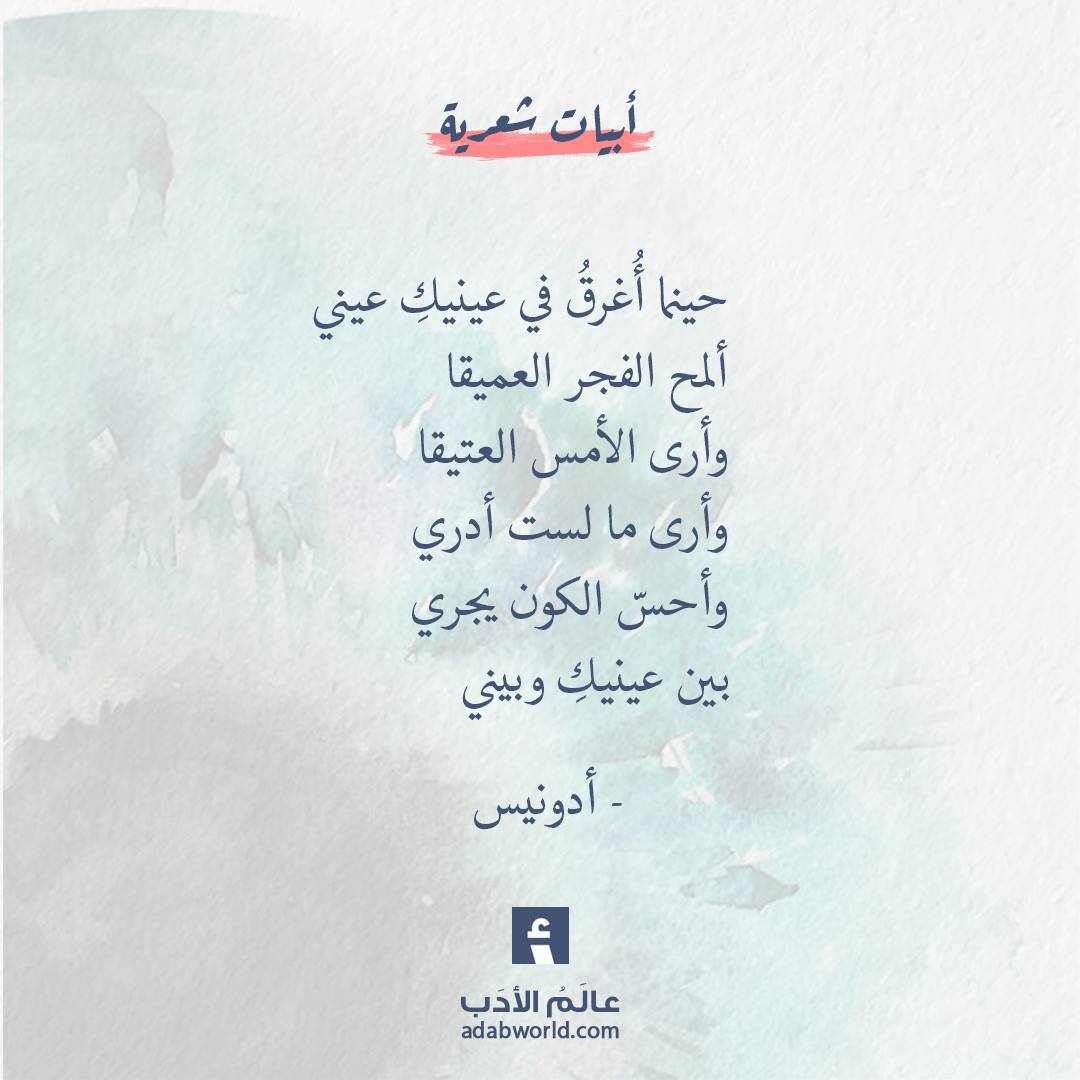 أبيات شعرية
حينما أُغرقُ في عينيكِ عيني
ألمح الفجر العميقا
وأرى الأمس العتيقا
وأرى ما لست أدري
وأحسّ الكون يجري
بين عينيكِ وبيني
- أدونيس
أ
عالَمُ الأدَب
adabworld.com